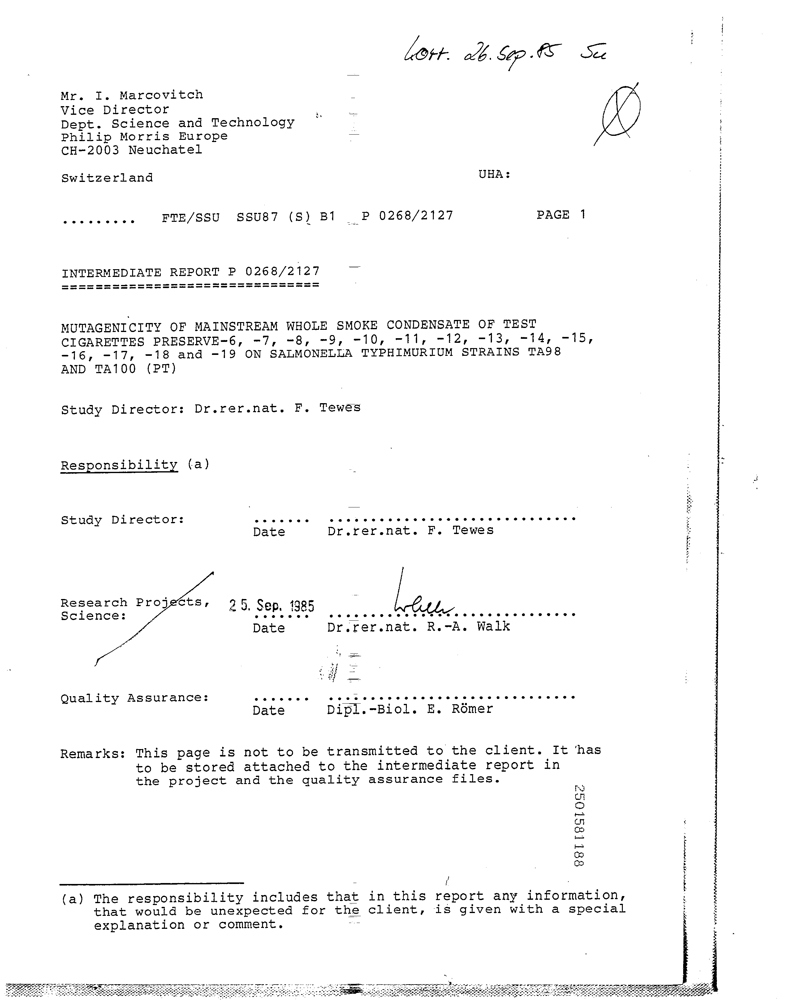 Korr. 26. Sep. 85 Su
Mr. I. Marcovitch
Vice Director
Dept. Science and Technology
Philip Morris Europe
CH-2003 Neuchatel
Switzerland
UHA:
......... FTE/SSU SSU87 (S) B1 P 0268/2127 PAGE 1
INTERMEDIATE REPORT P 0268/2127
===============================
MUTAGENICITY OF MAINSTREAM WHOLE SMOKE CONDENSATE OF TEST
CIGARETTES PRESERVE-6, -7, -8, -9, -10, -11, -12, -13, -14, -15,
-16, -17, -18 and -19 ON SALMONELLA TYPHIMURIUM STRAINS TA98
AND TA100 (PT)
Study Director: Dr.rer.nat. F. Tewes
Responsibility (a)
Study Director: ....... ..............................
Date Dr.rer.nat. F. Tewes
Research Projects, 25. Sep. 1985
Science: ....... ..............................
Date Dr.rer.nat. R.-A. Walk
Quality Assurance: ....... ..............................
Date Dipl.-Biol. E. Römer
Remarks: This page is not to be transmitted to the client. It has
to be stored attached to the intermediate report in
the project and the quality assurance files.
2501581188
(a) The responsibility includes that in this report any information,
that would be unexpected for the client, is given with a special
explanation or comment.